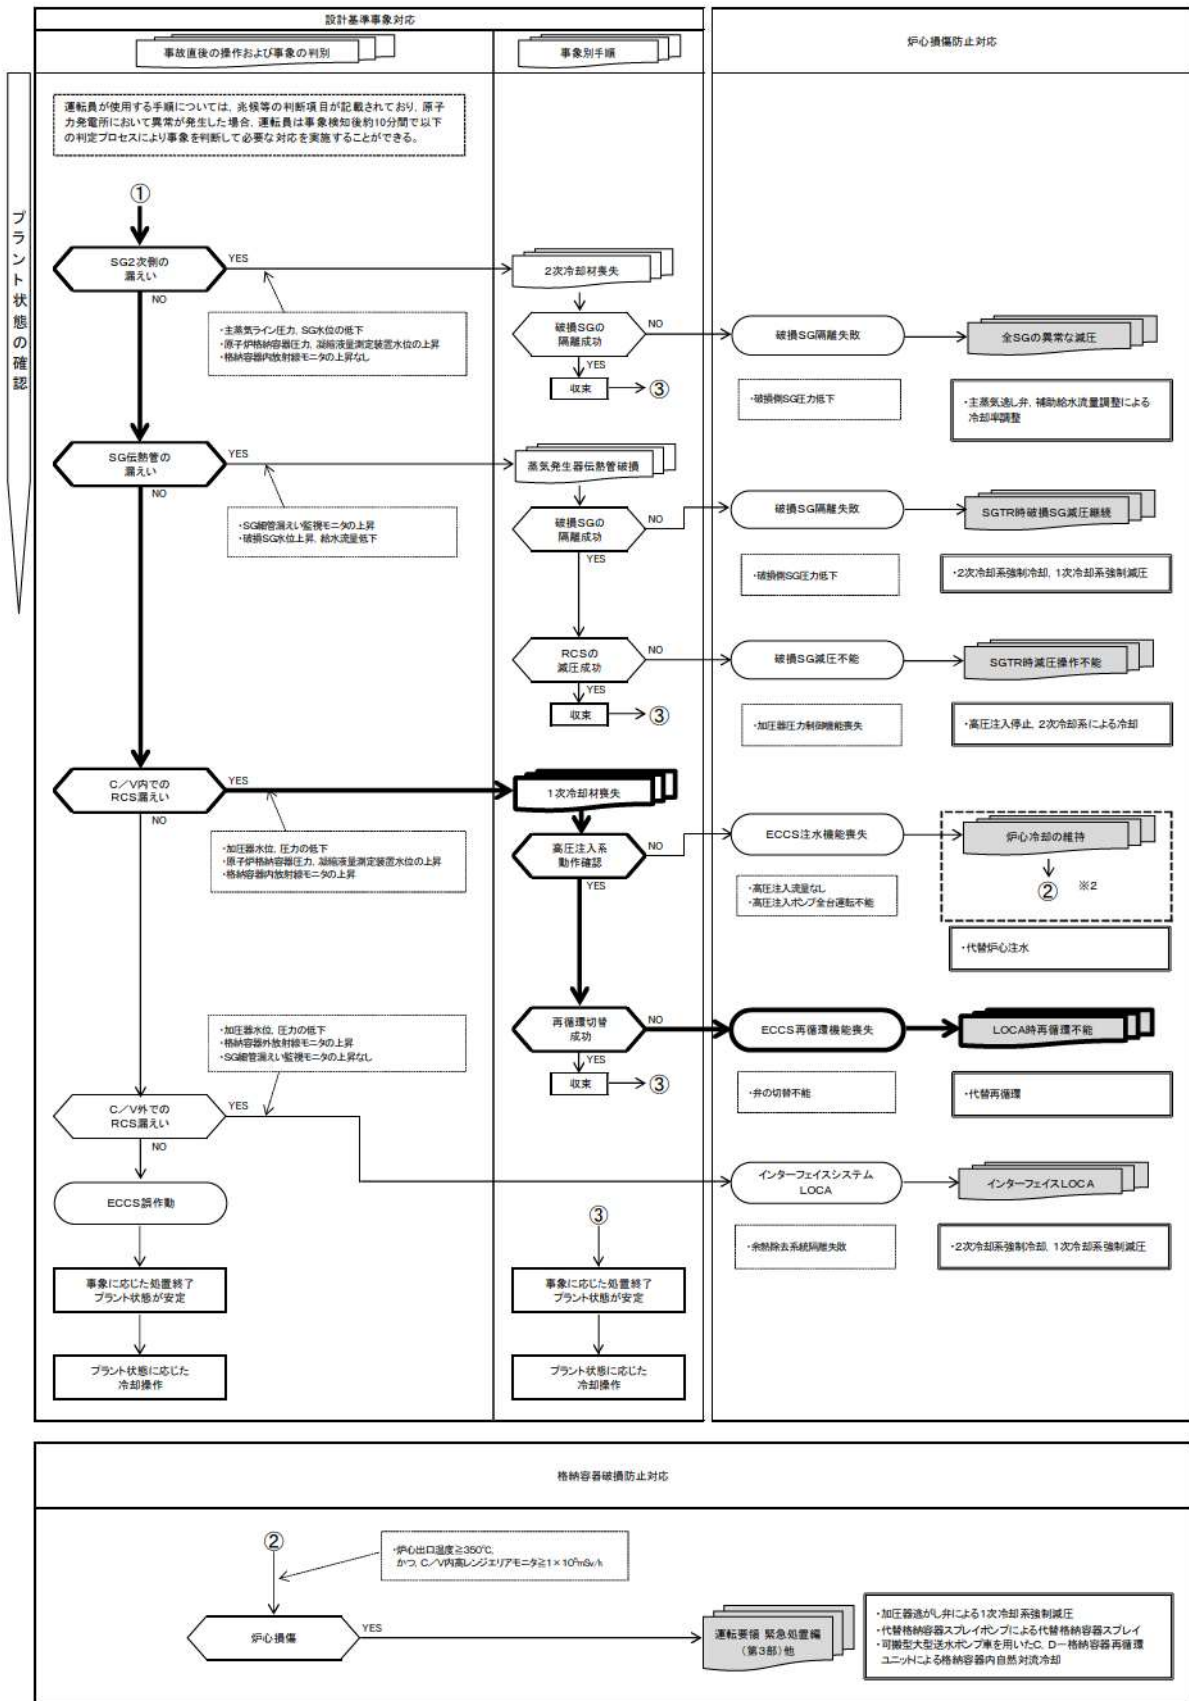 設計基準事象対応
事故直後の操作および事象の判別
事象別手順
炉心損傷防止対応
プラント状態の確認
運転員が使用する手順については、兆候等の判断項目が記載されており、原子
力発電所において異常が発生した場合、運転員は事象検知後約10分間で以下
の判定プロセスにより事象を判断して必要な対応を実施することができる。
①
SG2次側の
漏えい
YES
NO
・主蒸気ライン圧力、SG水位の低下
・原子炉格納容器圧力、凝縮液量測定装置水位の上昇
・格納容器内放射線モニタの上昇なし
2次冷却材喪失
破損SGの
隔離成功
NO
YES
収束
③
破損SG隔離失敗
全SGの異常な減圧
・破損側SG圧力低下
・主蒸気逃し弁、補助給水流量調整による
冷却率調整
SG伝熱管の
漏えい
YES
NO
・SG細管漏えい監視モニタの上昇
・破損SG水位上昇、給水流量低下
蒸気発生器伝熱管破損
破損SGの
隔離成功
NO
YES
破損SG隔離失敗
SGTR時破損SG減圧継続
・破損側SG圧力低下
・2次冷却系強制冷却、1次冷却系強制減圧
RCSの
減圧成功
NO
YES
収束
③
破損SG減圧不能
SGTR時減圧操作不能
・加圧器圧力制御機能喪失
・高圧注入停止、2次冷却系による冷却
C／V内での
RCS漏えい
YES
NO
・加圧器水位、圧力の低下
・原子炉格納容器圧力、凝縮液量測定装置水位の上昇
・格納容器内放射線モニタの上昇
1次冷却材喪失
高圧注入系
動作確認
NO
YES
ECCS注水機能喪失
炉心冷却の維持
②
※2
・高圧注入流量なし
・高圧注入ポンプ全台運転不能
・代替炉心注水
再循環切替
成功
NO
YES
収束
③
ECCS再循環機能喪失
LOCA時再循環不能
・弁の切替不能
・代替再循環
・加圧器水位、圧力の低下
・格納容器外放射線モニタの上昇
・SG細管漏えい監視モニタの上昇なし
C／V外での
RCS漏えい
YES
NO
インターフェイスシステム
LOCA
インターフェイスLOCA
・余熱除去系統隔離失敗
・2次冷却系強制冷却、1次冷却系強制減圧
ECCS誤作動
事象に応じた処置終了
プラント状態が安定
プラント状態に応じた
冷却操作
③
事象に応じた処置終了
プラント状態が安定
プラント状態に応じた
冷却操作
格納容器破損防止対応
②
・炉心出口温度≧350℃、
かつ、C／V内高レンジエリアモニタ≧1×10⁵mSv/h
炉心損傷
YES
運転要領 緊急処置編
（第3部）他
・加圧器逃がし弁による1次冷却系強制減圧
・代替格納容器スプレイポンプによる代替格納容器スプレイ
・可搬型大型送水ポンプ車を用いたC、D－格納容器再循環
ユニットによる格納容器内自然対流冷却